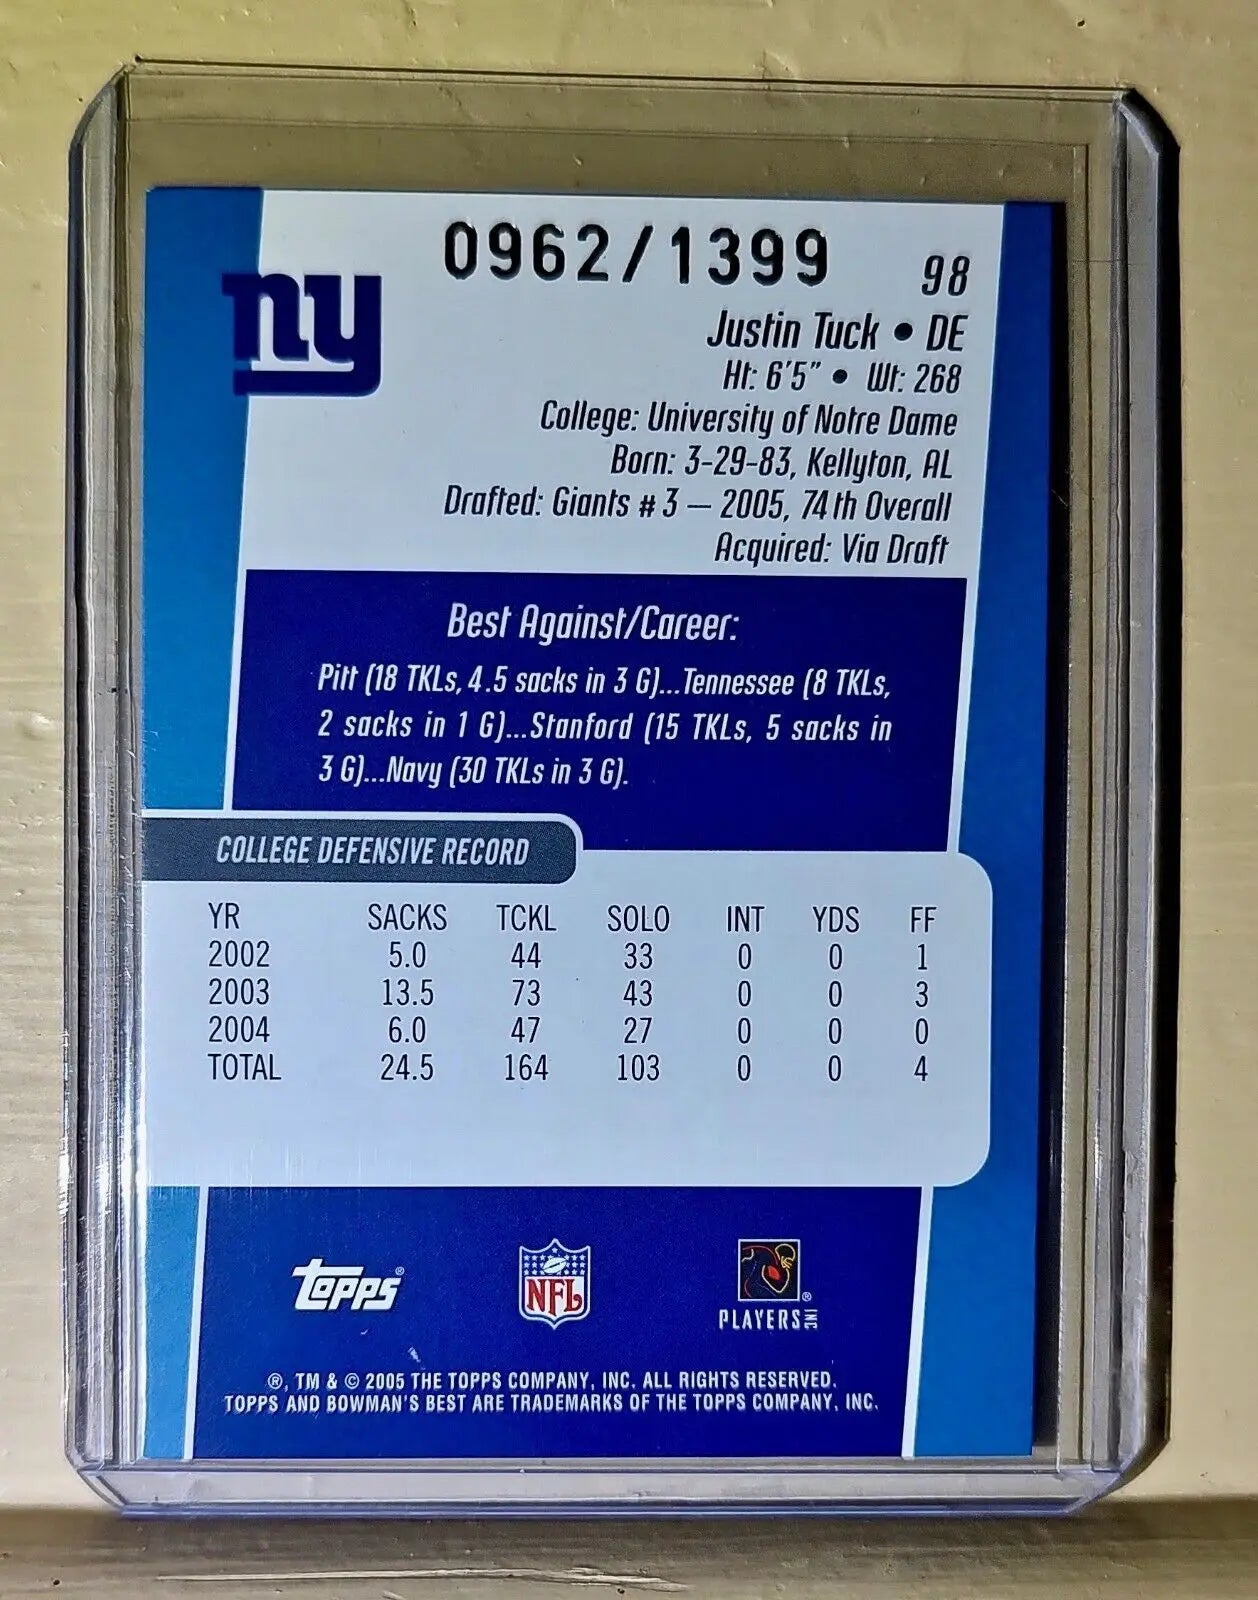 0962/1399
98
ny
Justin Tuck • DE
Ht: 6'5" • Wt: 268
College: University of Notre Dame
Born: 3-29-83, Kellyton, AL
Drafted: Giants # 3 — 2005, 74th Overall
Acquired: Via Draft
Best Against/Career:
Pitt (18 TKLs, 4.5 sacks in 3 G)...Tennessee (8 TKLs,
2 sacks in 1 G)...Stanford (15 TKLs, 5 sacks in
3 G)...Navy (30 TKLs in 3 G).
COLLEGE DEFENSIVE RECORD
YR SACKS TCKL SOLO INT YDS FF
2002 5.0 44 33 0 0 1
2003 13.5 73 43 0 0 3
2004 6.0 47 27 0 0 0
TOTAL 24.5 164 103 0 0 4
Topps®
NFL
PLAYERS INC ®
®, TM & © 2005 THE TOPPS COMPANY, INC. ALL RIGHTS RESERVED.
TOPPS AND BOWMAN'S BEST ARE TRADEMARKS OF THE TOPPS COMPANY, INC.